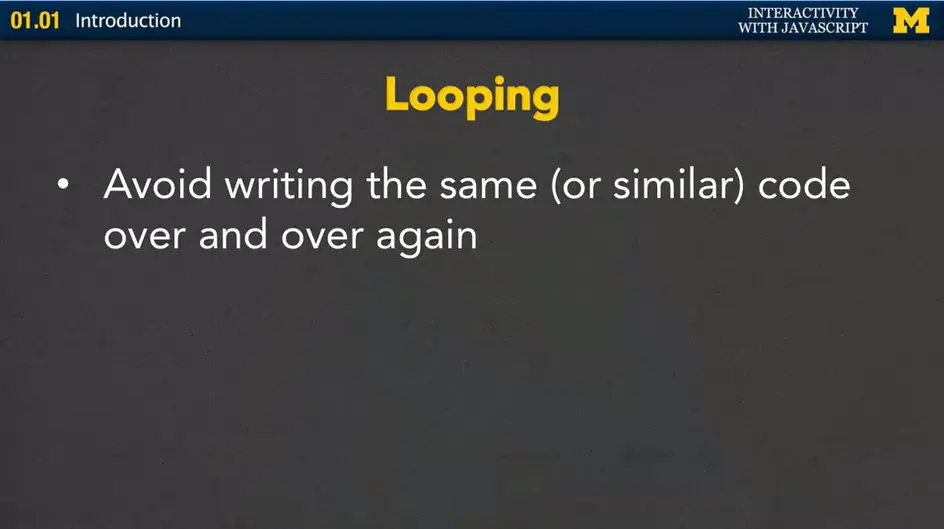 01.01 Introduction
INTERACTIVITY
WITH JAVASCRIPT
M
Looping
• Avoid writing the same (or similar) code
over and over again